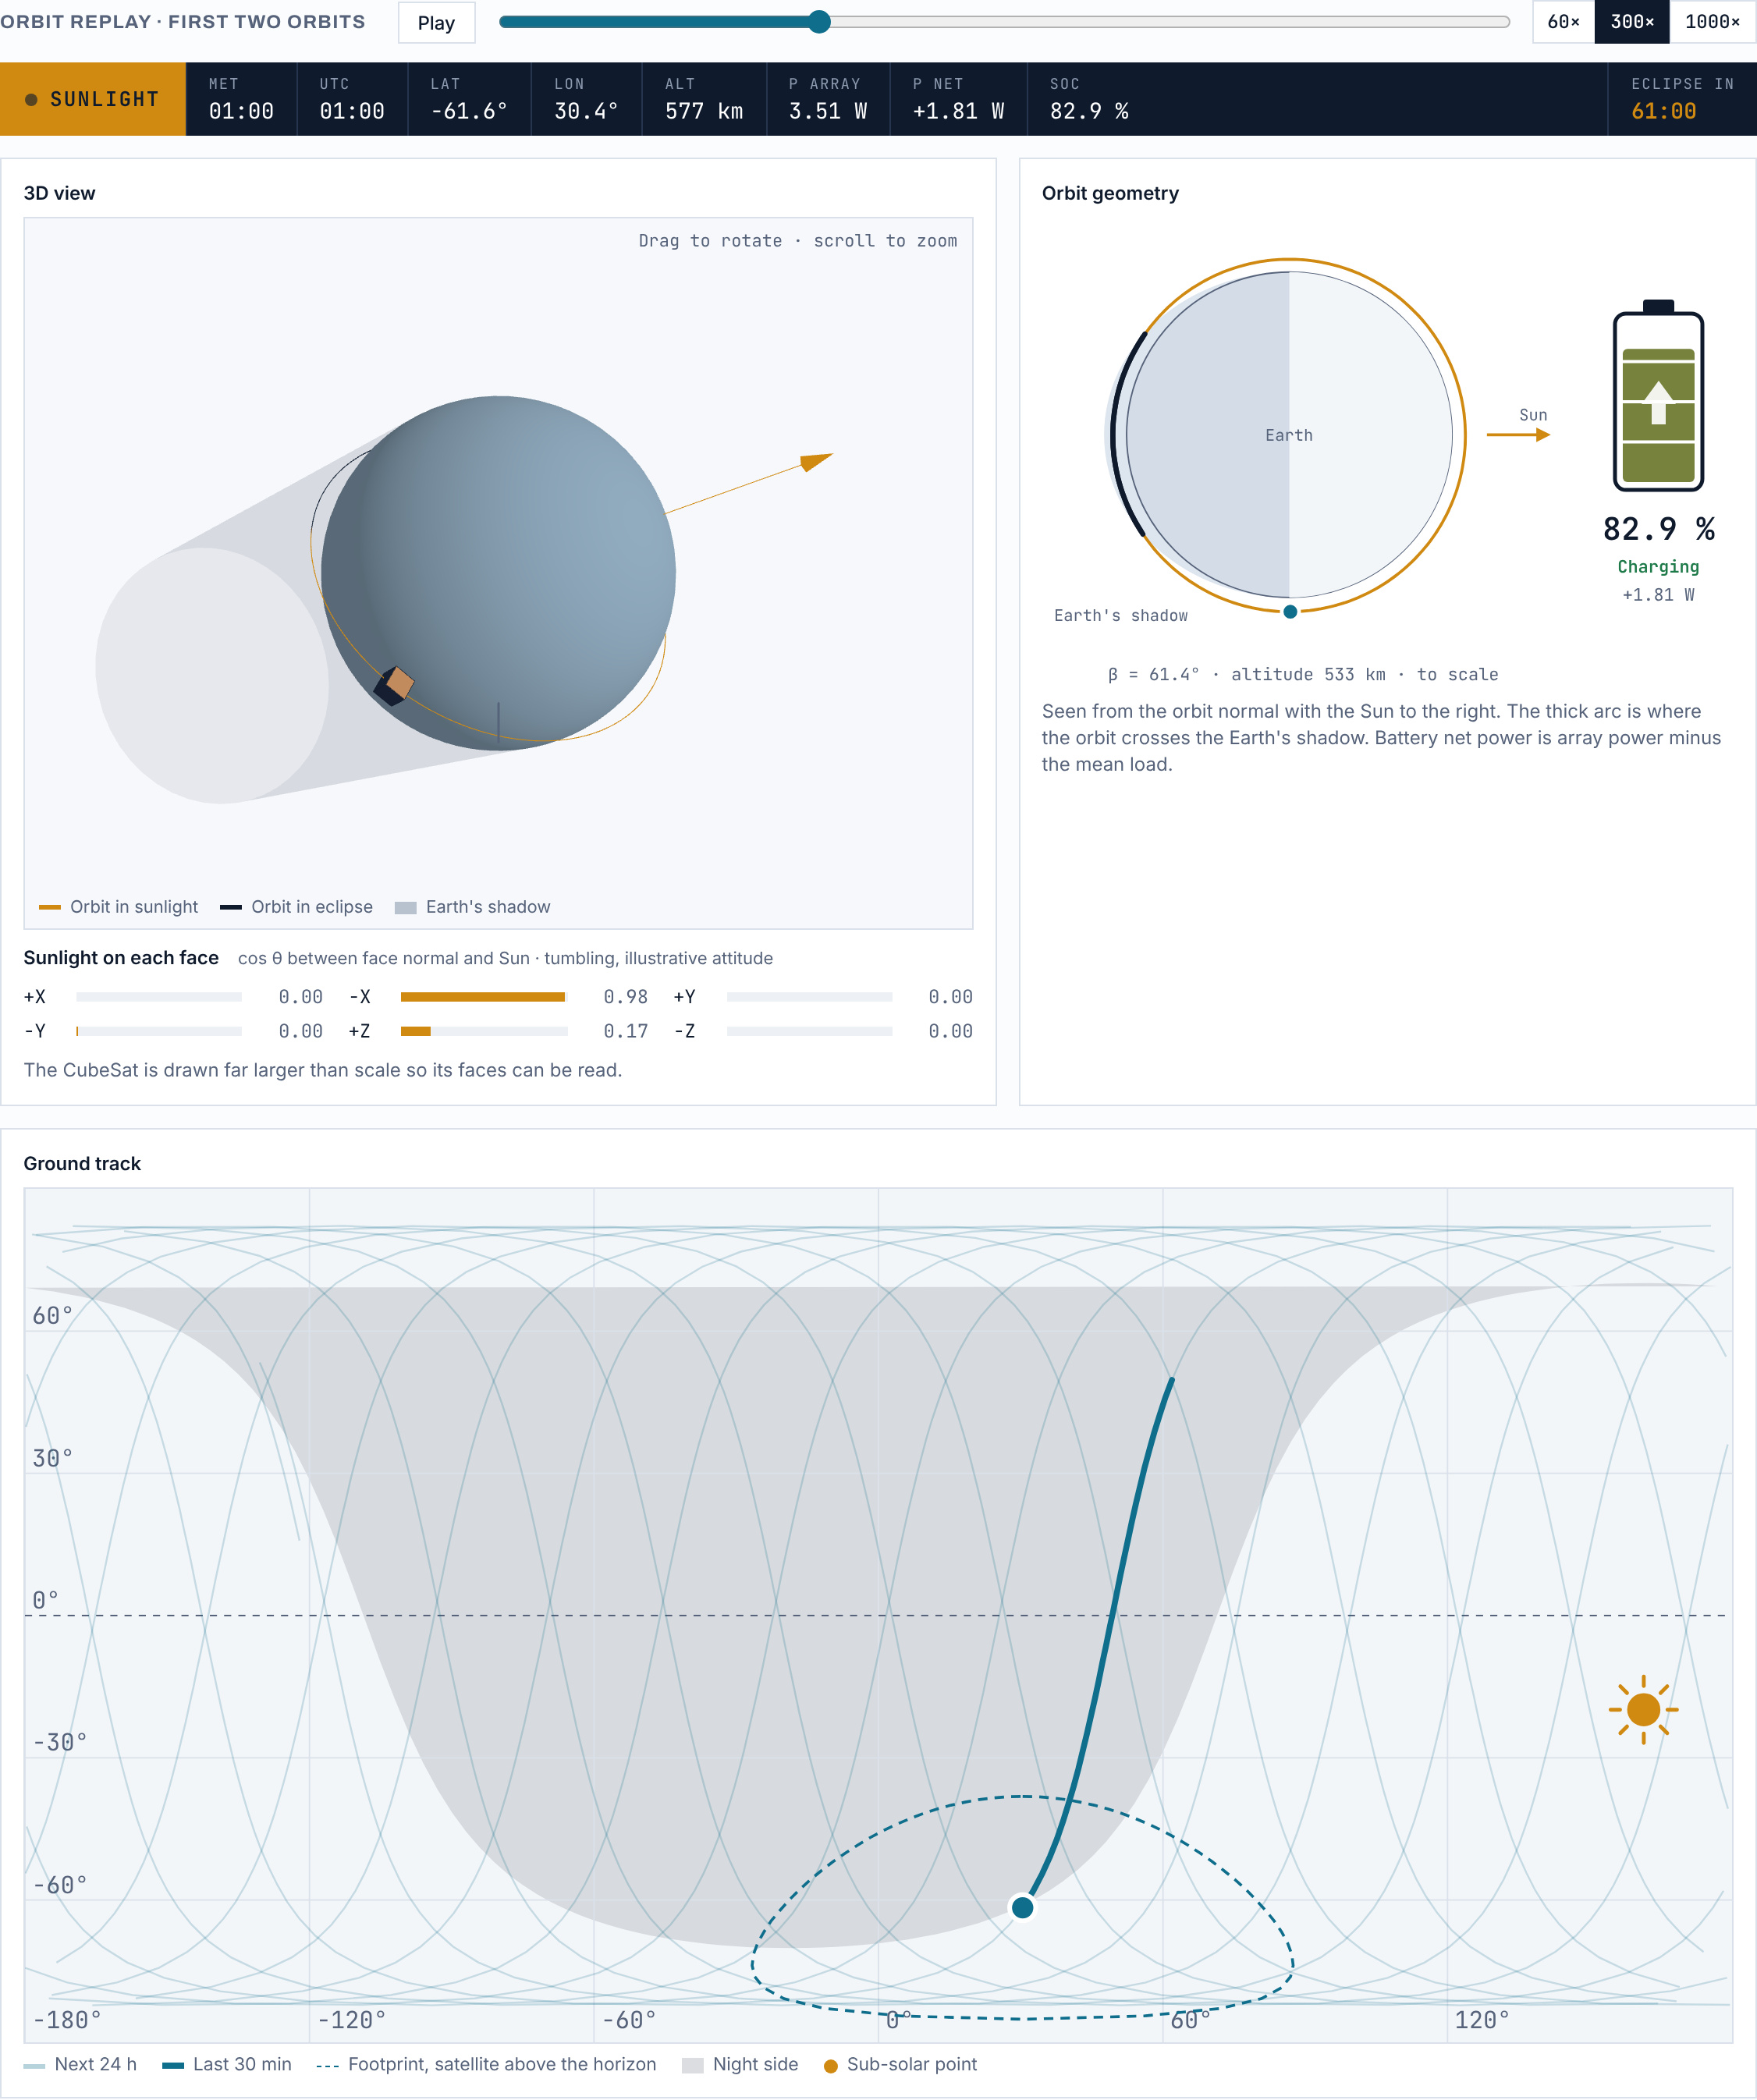 ORBIT REPLAY · FIRST TWO ORBITS
Play
60× 300× 1000×
SUNLIGHT
MET
01:00
UTC
01:00
LAT
-61.6°
LON
30.4°
ALT
577 km
P ARRAY
3.51 W
P NET
+1.81 W
SOC
82.9 %
ECLIPSE IN
61:00
3D view
Drag to rotate · scroll to zoom
Orbit in sunlight
Orbit in eclipse
Earth's shadow
Sunlight on each face cos θ between face normal and Sun · tumbling, illustrative attitude
+X 0.00 -X 0.98 +Y 0.00
-Y 0.00 +Z 0.17 -Z 0.00
The CubeSat is drawn far larger than scale so its faces can be read.
Orbit geometry
Earth
Sun
Earth's shadow
82.9 %
Charging
+1.81 W
β = 61.4° · altitude 533 km · to scale
Seen from the orbit normal with the Sun to the right. The thick arc is where
the orbit crosses the Earth's shadow. Battery net power is array power minus
the mean load.
Ground track
60°
30°
0°
-30°
-60°
-180° -120° -60° 0° 60° 120°
Next 24 h
Last 30 min
Footprint, satellite above the horizon
Night side
Sub-solar point